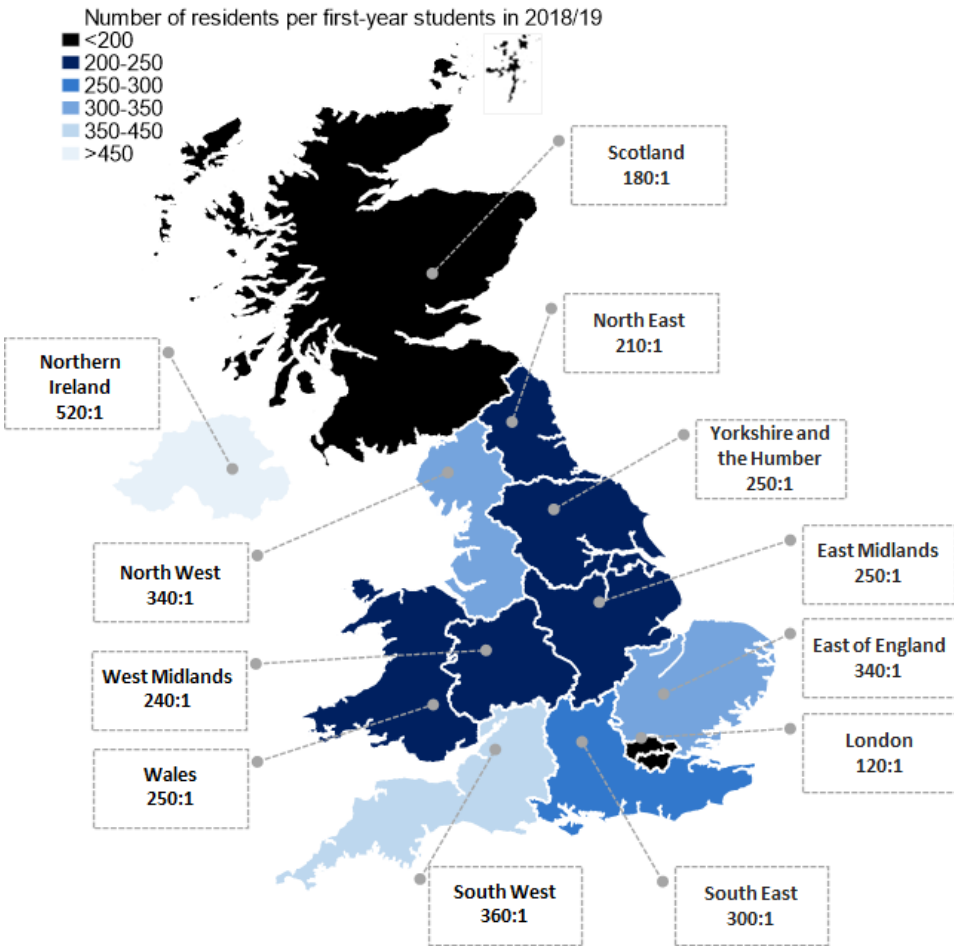 Number of residents per first-year students in 2018/19
<200
200-250
250-300
300-350
350-450
>450
Scotland
180:1
North East
210:1
Northern
Ireland
520:1
Yorkshire and
the Humber
250:1
East Midlands
250:1
North West
340:1
East of England
340:1
West Midlands
240:1
London
120:1
Wales
250:1
South West
360:1
South East
300:1